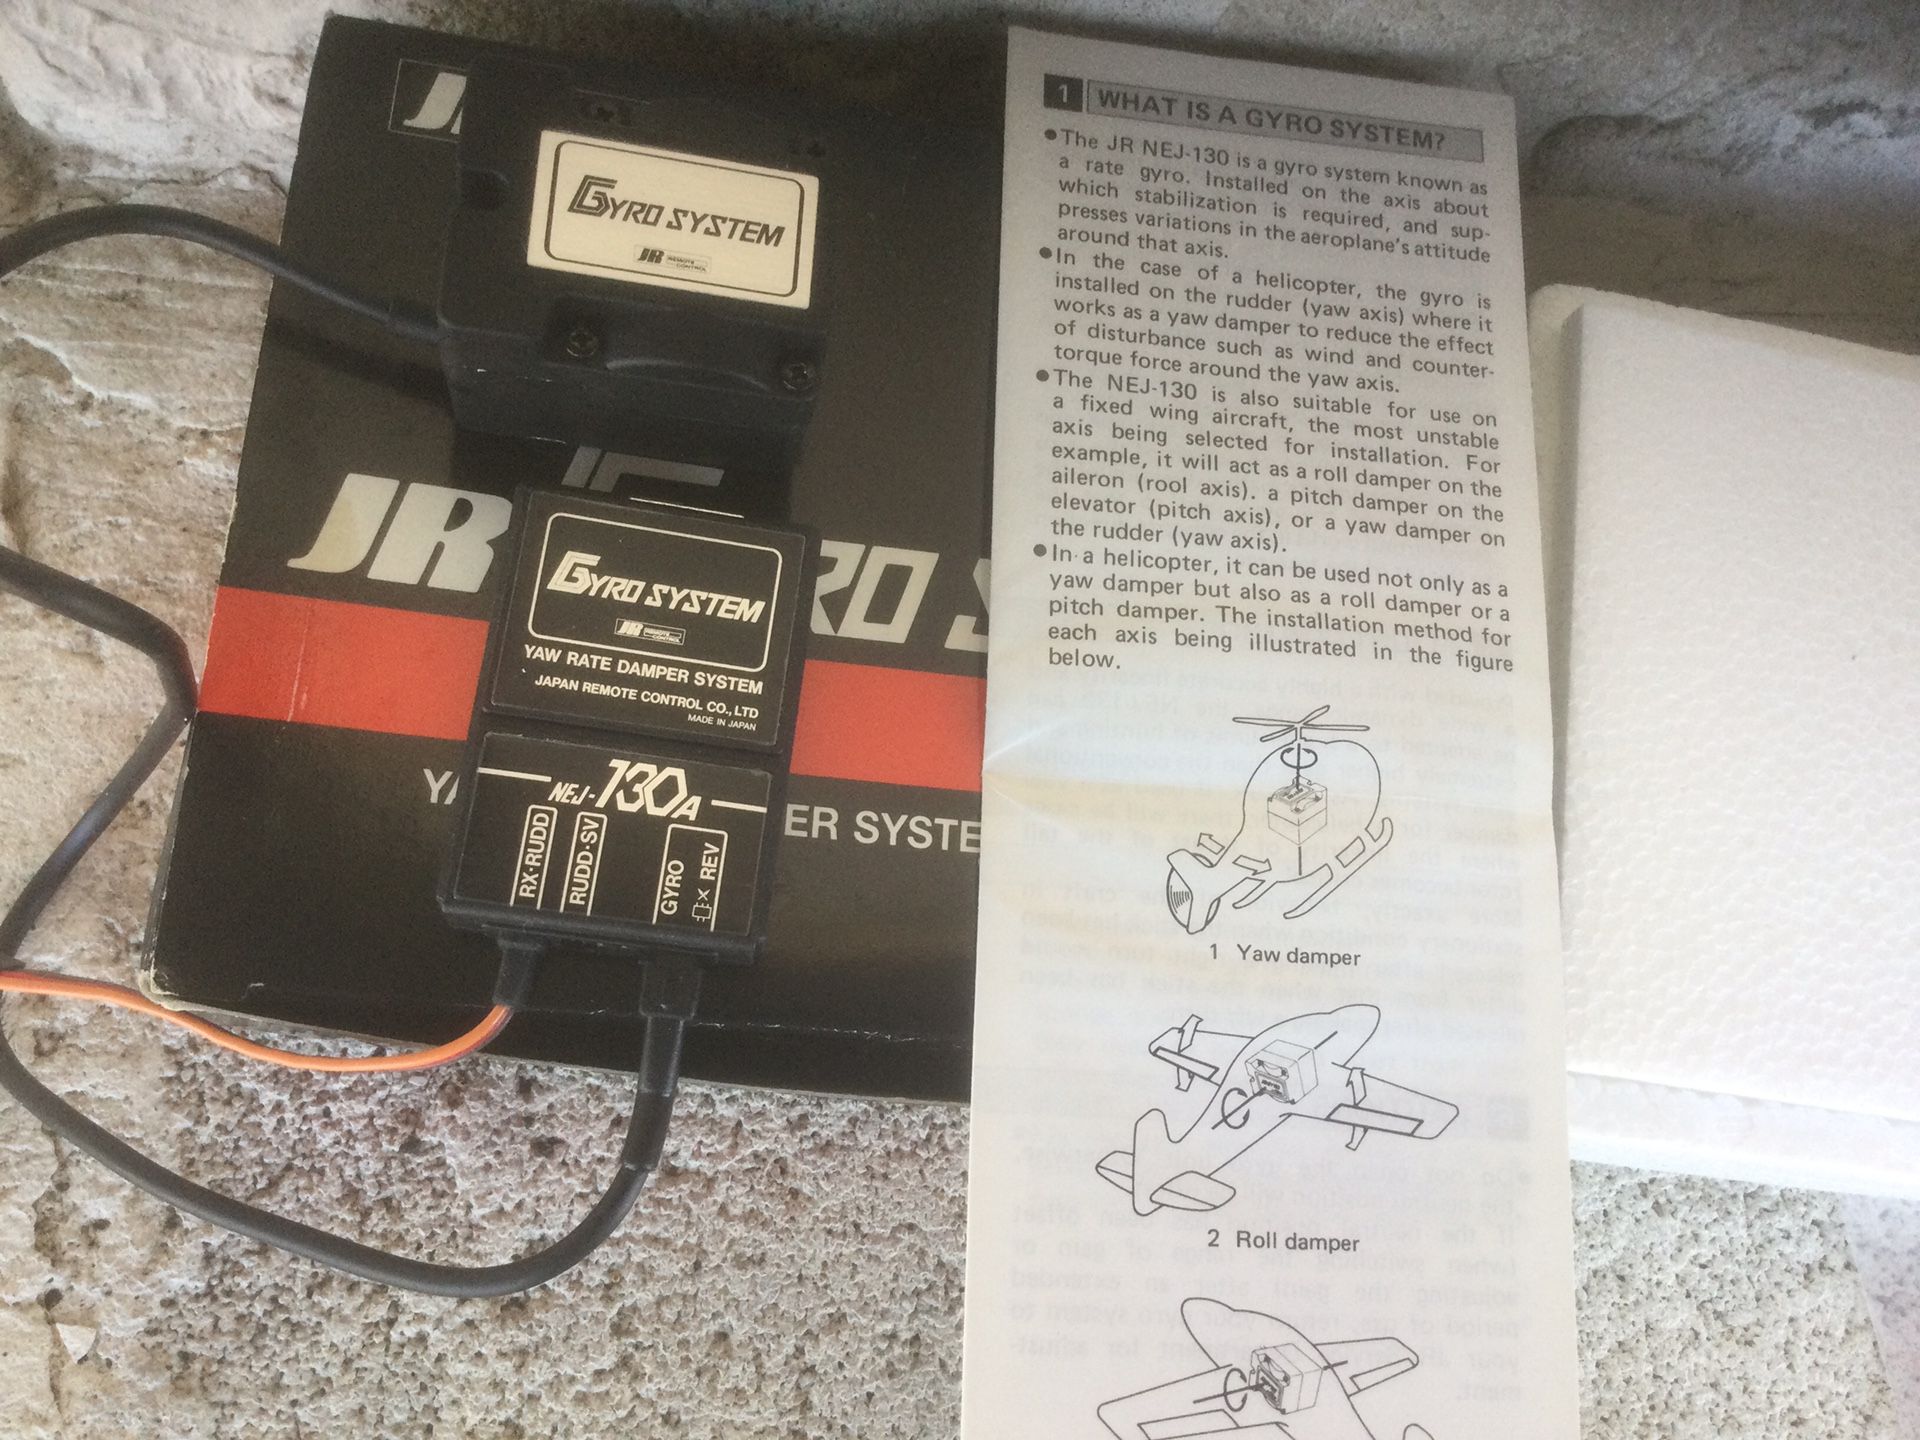 JR
GYRO SYSTEM
JR REMOTE CONTROL
JR GYRO S
YA ER SYSTE
GYRO SYSTEM
JR REMOTE CONTROL
YAW RATE DAMPER SYSTEM
JAPAN REMOTE CONTROL CO., LTD
MADE IN JAPAN
NEJ-130A
RX·RUDD
RUDD·SV
GYRO
REV
1 WHAT IS A GYRO SYSTEM?
●The JR NEJ-130 is a gyro system known as
a rate gyro. Installed on the axis about
which stabilization is required, and sup-
presses variations in the aeroplane's attitude
around that axis.
●In the case of a helicopter, the gyro is
installed on the rudder (yaw axis) where it
works as a yaw damper to reduce the effect
of disturbance such as wind and counter-
torque force around the yaw axis.
●The NEJ-130 is also suitable for use on
a fixed wing aircraft, the most unstable
axis being selected for installation. For
example, it will act as a roll damper on the
aileron (rool axis). a pitch damper on the
elevator (pitch axis), or a yaw damper on
the rudder (yaw axis).
●In a helicopter, it can be used not only as a
yaw damper but also as a roll damper or a
pitch damper. The installation method for
each axis being illustrated in the figure
below.
1 Yaw damper
2 Roll damper